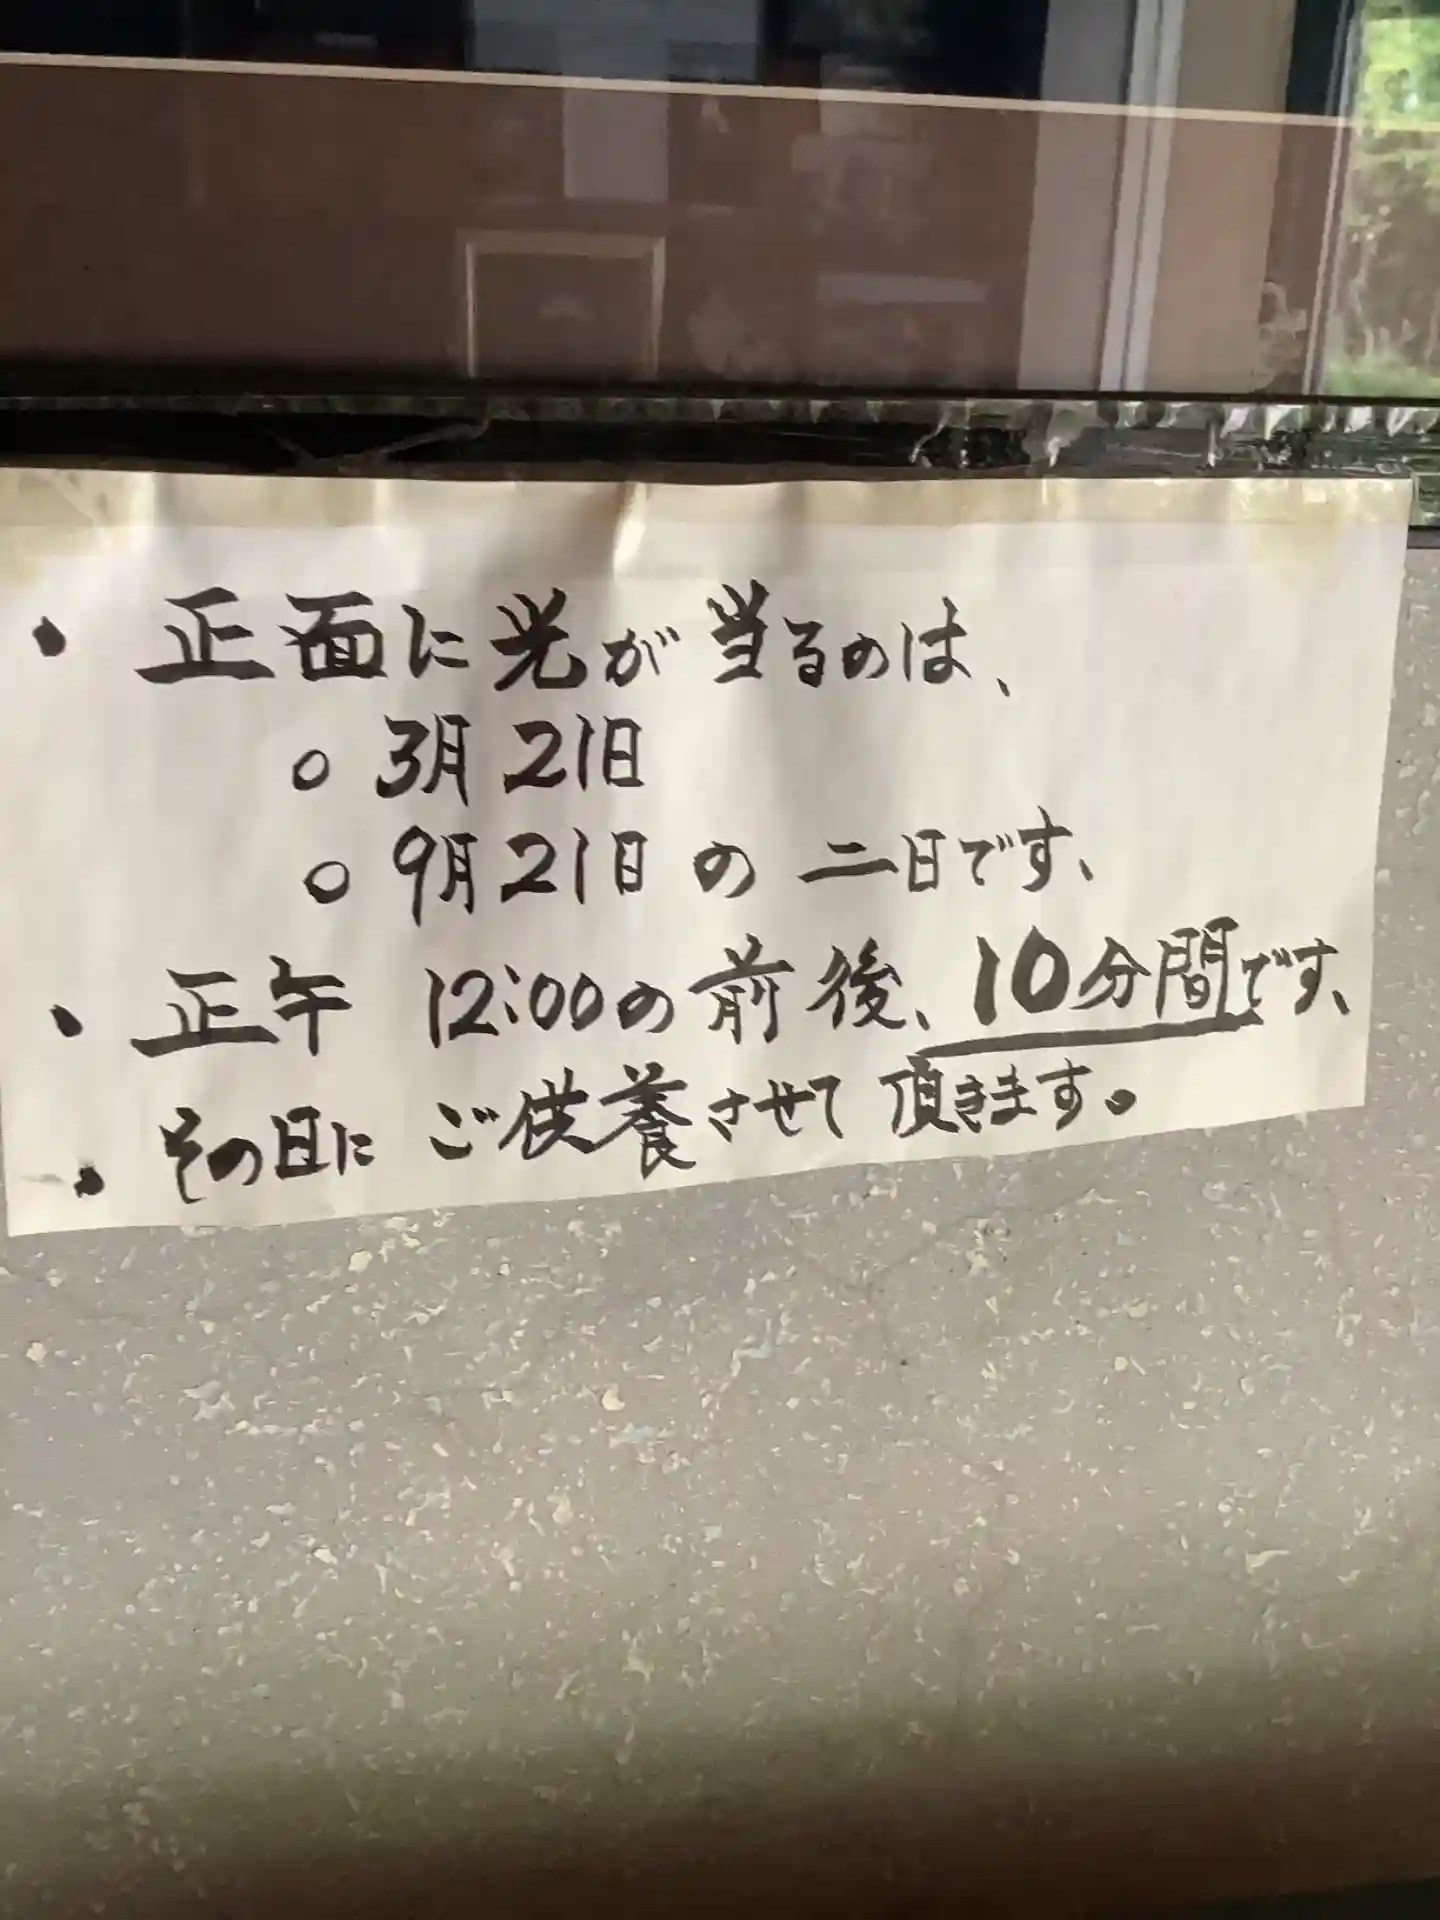 ・正面に光が当るのは、
○ 3月21日
○ 9月21日の二日です、
・正午 12:00の前後、10分間です、
・その日にご供養させて頂きます。